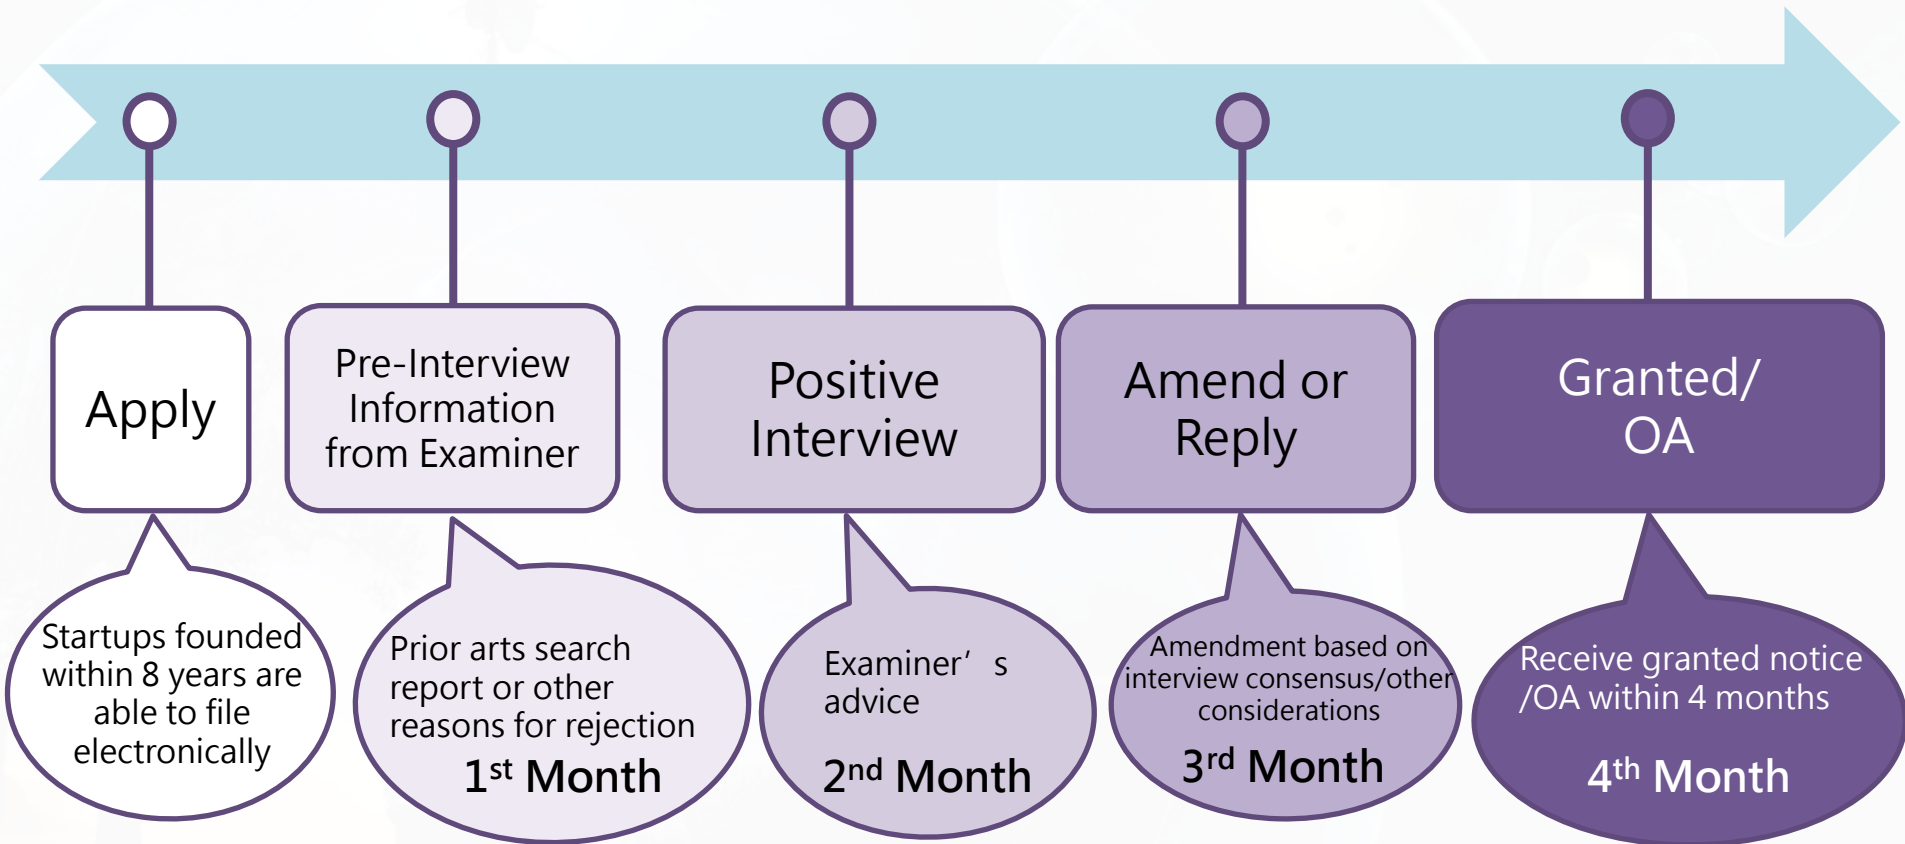 Apply
Pre-Interview
Information
from Examiner
Positive
Interview
Amend or
Reply
Granted/
OA
Startups founded
within 8 years are
able to file
electronically
Prior arts search
report or other
reasons for rejection
1st Month
Examiner’ s
advice
2nd Month
Amendment based on
interview consensus/other
considerations
3rd Month
Receive granted notice
/OA within 4 months
4th Month